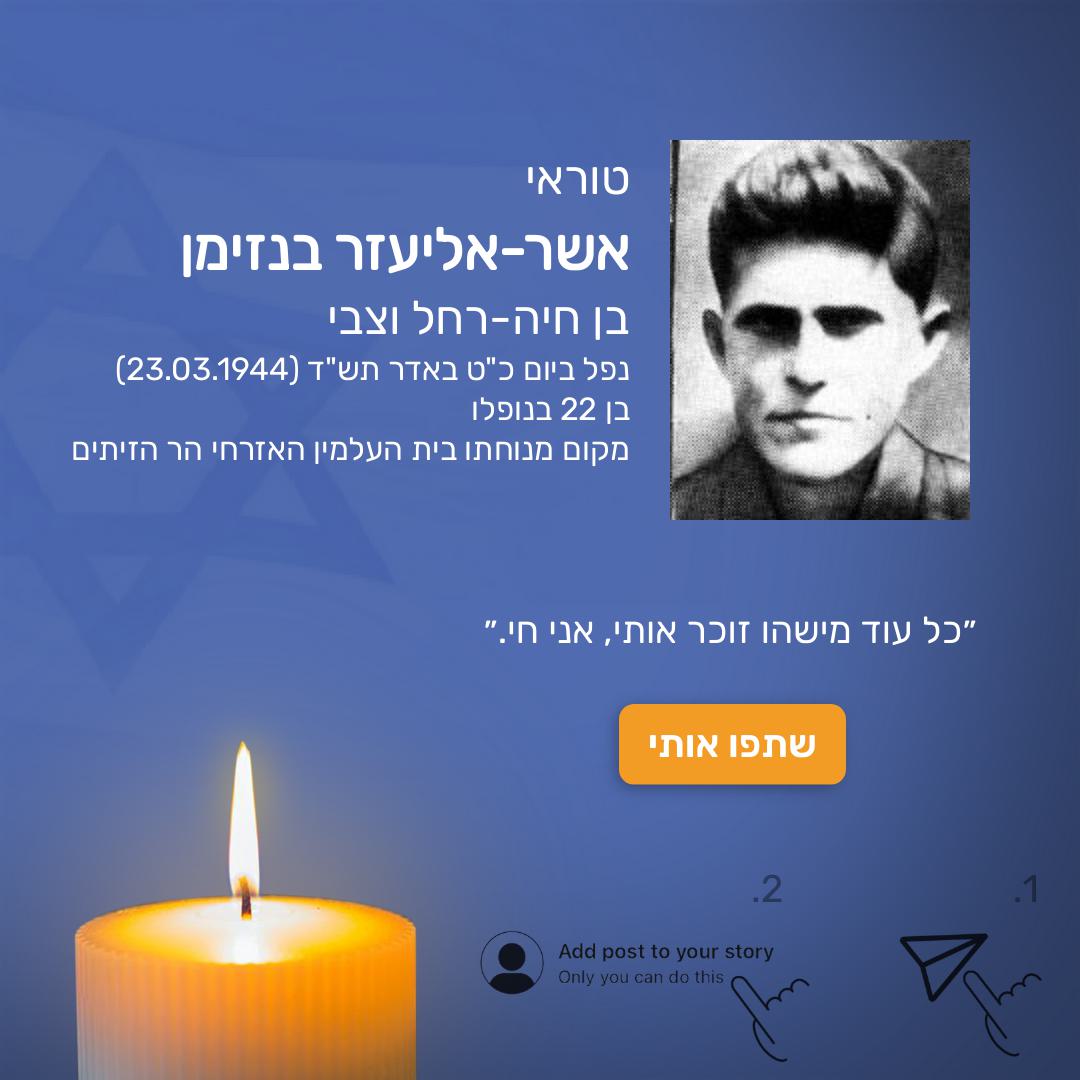 טוראי
אשר-אליעזר בנזימן
בן חיה-רחל וצבי
נפל ביום כ"ט באדר תש"ד (23.03.1944)
בן 22 בנופלו
מקום מנוחתו בית העלמין האזרחי הר הזיתים
״כל עוד מישהו זוכר אותי, אני חי.״
שתפו אותי
1.
2.
Add post to your story
Only you can do this